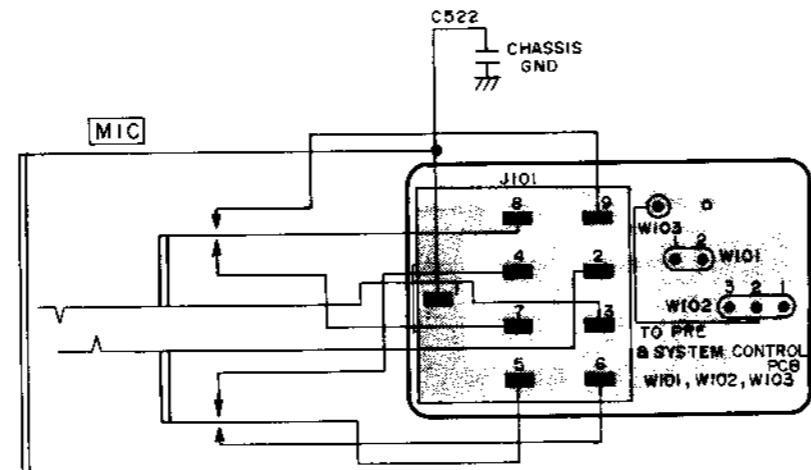 C522
CHASSIS
GND
MIC
J101
8
9
W103
1 2
W101
4
2
1
3 2 1
W102
7
3
TO PRE
& SYSTEM CONTROL
PCB
5
6
W101, W102, W103